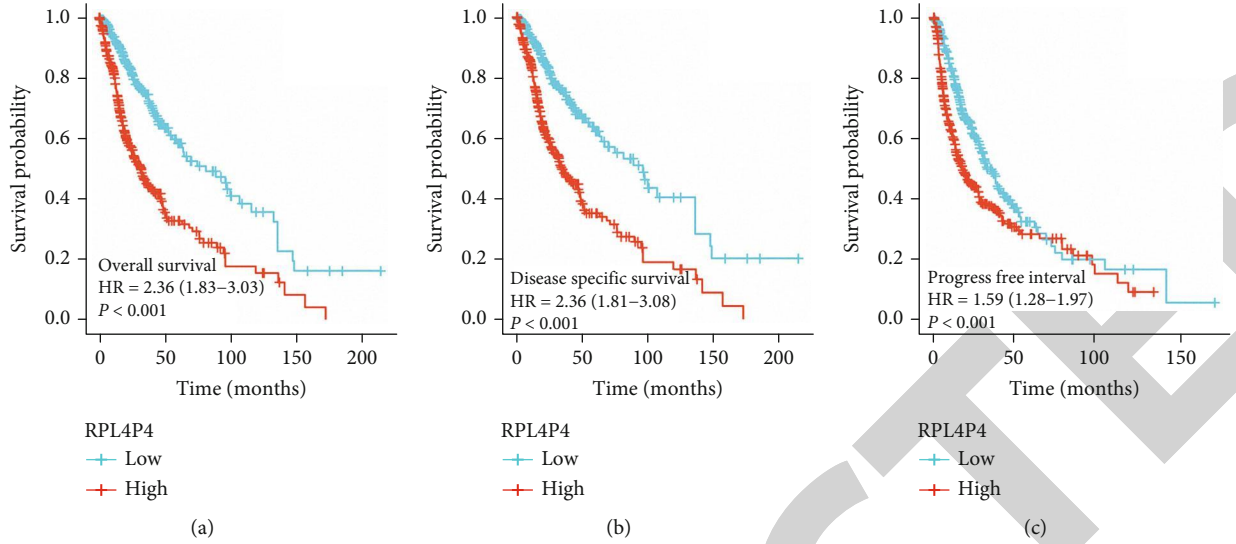 1.0
0.8
0.6
0.4
0.2
0.0
Survival probability
Overall survival
HR = 2.36 (1.83–3.03)
P < 0.001
0 50 100 150 200
Time (months)
RPL4P4
Low
High
(a)
1.0
0.8
0.6
0.4
0.2
0.0
Survival probability
Disease specific survival
HR = 2.36 (1.81–3.08)
P < 0.001
0 50 100 150 200
Time (months)
RPL4P4
Low
High
(b)
1.0
0.8
0.6
0.4
0.2
0.0
Survival probability
Progress free interval
HR = 1.59 (1.28–1.97)
P < 0.001
0 50 100 150
Time (months)
RPL4P4
Low
High
(c)